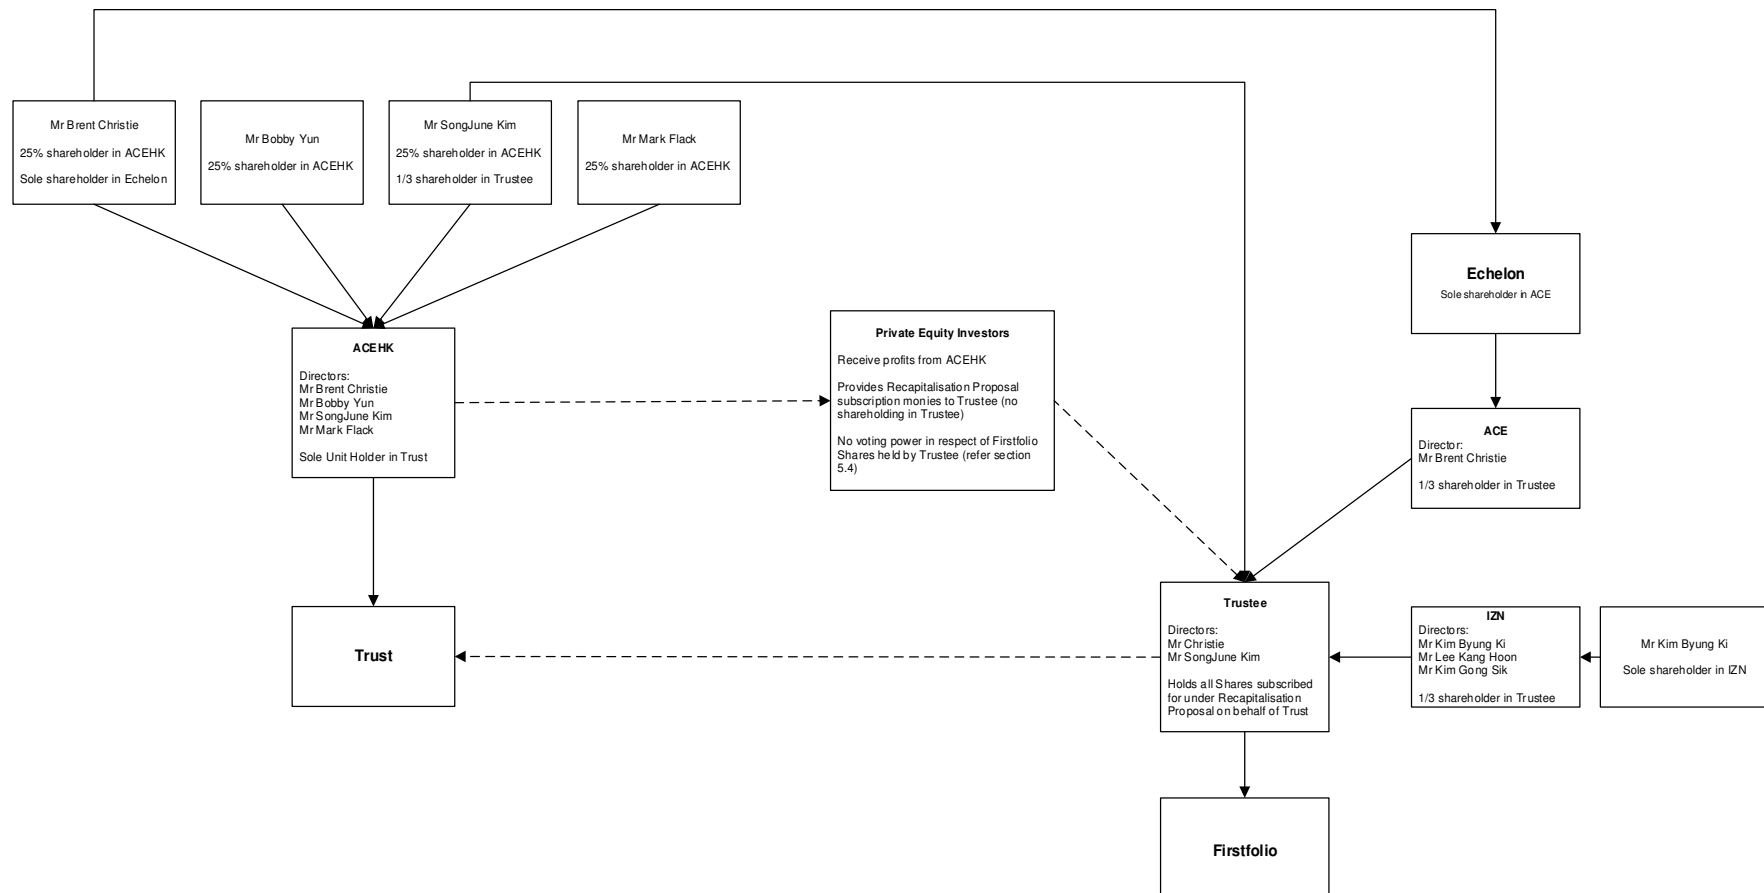 Mr Brent Christie
25% shareholder in ACEHK
Sole shareholder in Echelon
Mr Bobby Yun
25% shareholder in ACEHK
Mr SongJune Kim
25% shareholder in ACEHK
1/3 shareholder in Trustee
Mr Mark Flack
25% shareholder in ACEHK
Echelon
Sole shareholder in ACE
ACEHK
Directors:
Mr Brent Christie
Mr Bobby Yun
Mr SongJune Kim
Mr Mark Flack
Sole Unit Holder in Trust
Private Equity Investors
Receive profits from ACEHK
Provides Recapitalisation Proposal
subscription monies to Trustee (no
shareholding in Trustee)
No voting power in respect of Firstfolio
Shares held by Trustee (refer section
5.4)
ACE
Director:
Mr Brent Christie
1/3 shareholder in Trustee
Trust
Trustee
Directors:
Mr Christie
Mr SongJune Kim
Holds all Shares subscribed
for under Recapitalisation
Proposal on behalf of Trust
IZN
Directors:
Mr Kim Byung Ki
Mr Lee Kang Hoon
Mr Kim Gong Sik
1/3 shareholder in Trustee
Mr Kim Byung Ki
Sole shareholder in IZN
Firstfolio